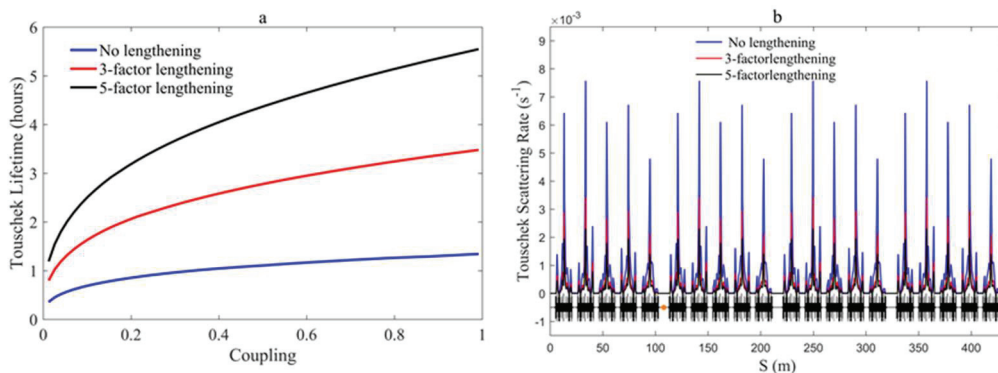 a
Touschek Lifetime (hours)
6
5
4
3
2
1
0
No lengthening
3-factor lengthening
5-factor lengthening
0
0.2
0.4
0.6
0.8
1
Coupling
b
×10⁻³
Touschek Scattering Rate (s⁻¹)
9
8
7
6
5
4
3
2
1
0
-1
No lengthening
3-factorlengthening
5-factorlengthening
0
50
100
150
200
250
300
350
400
S (m)